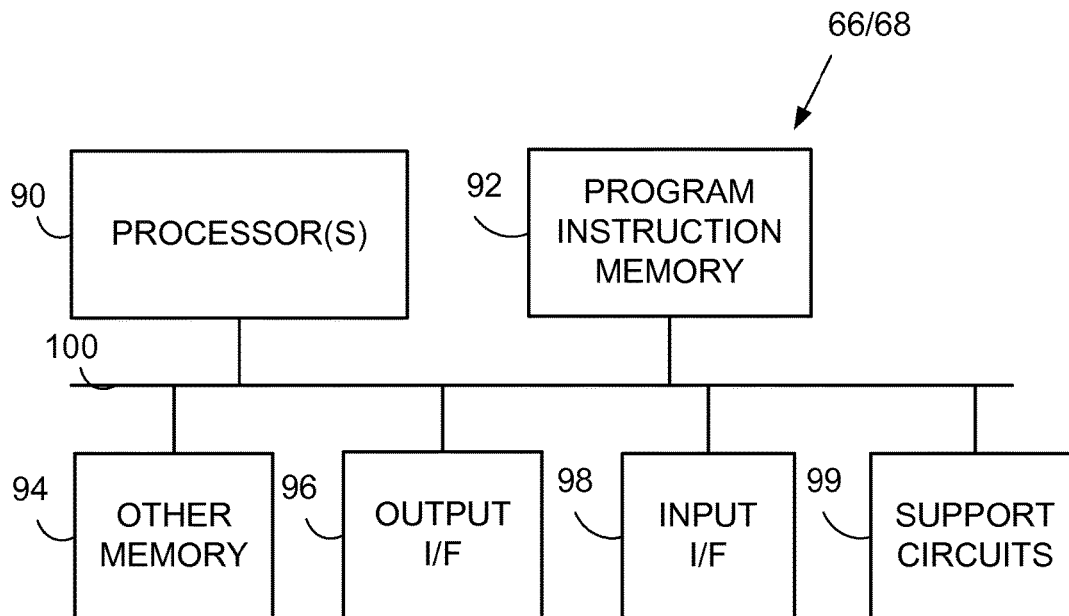 66/68
90
PROCESSOR(S)
92
PROGRAM
INSTRUCTION
MEMORY
100
94
OTHER
MEMORY
96
OUTPUT
I/F
98
INPUT
I/F
99
SUPPORT
CIRCUITS